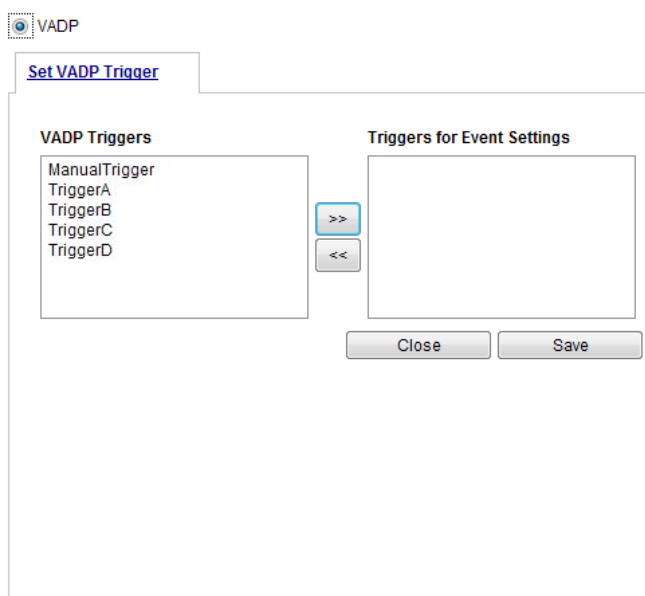 VADP
Set VADP Trigger
VADP Triggers
Triggers for Event Settings
ManualTrigger
TriggerA
TriggerB
TriggerC
TriggerD
>>
<<
Close
Save